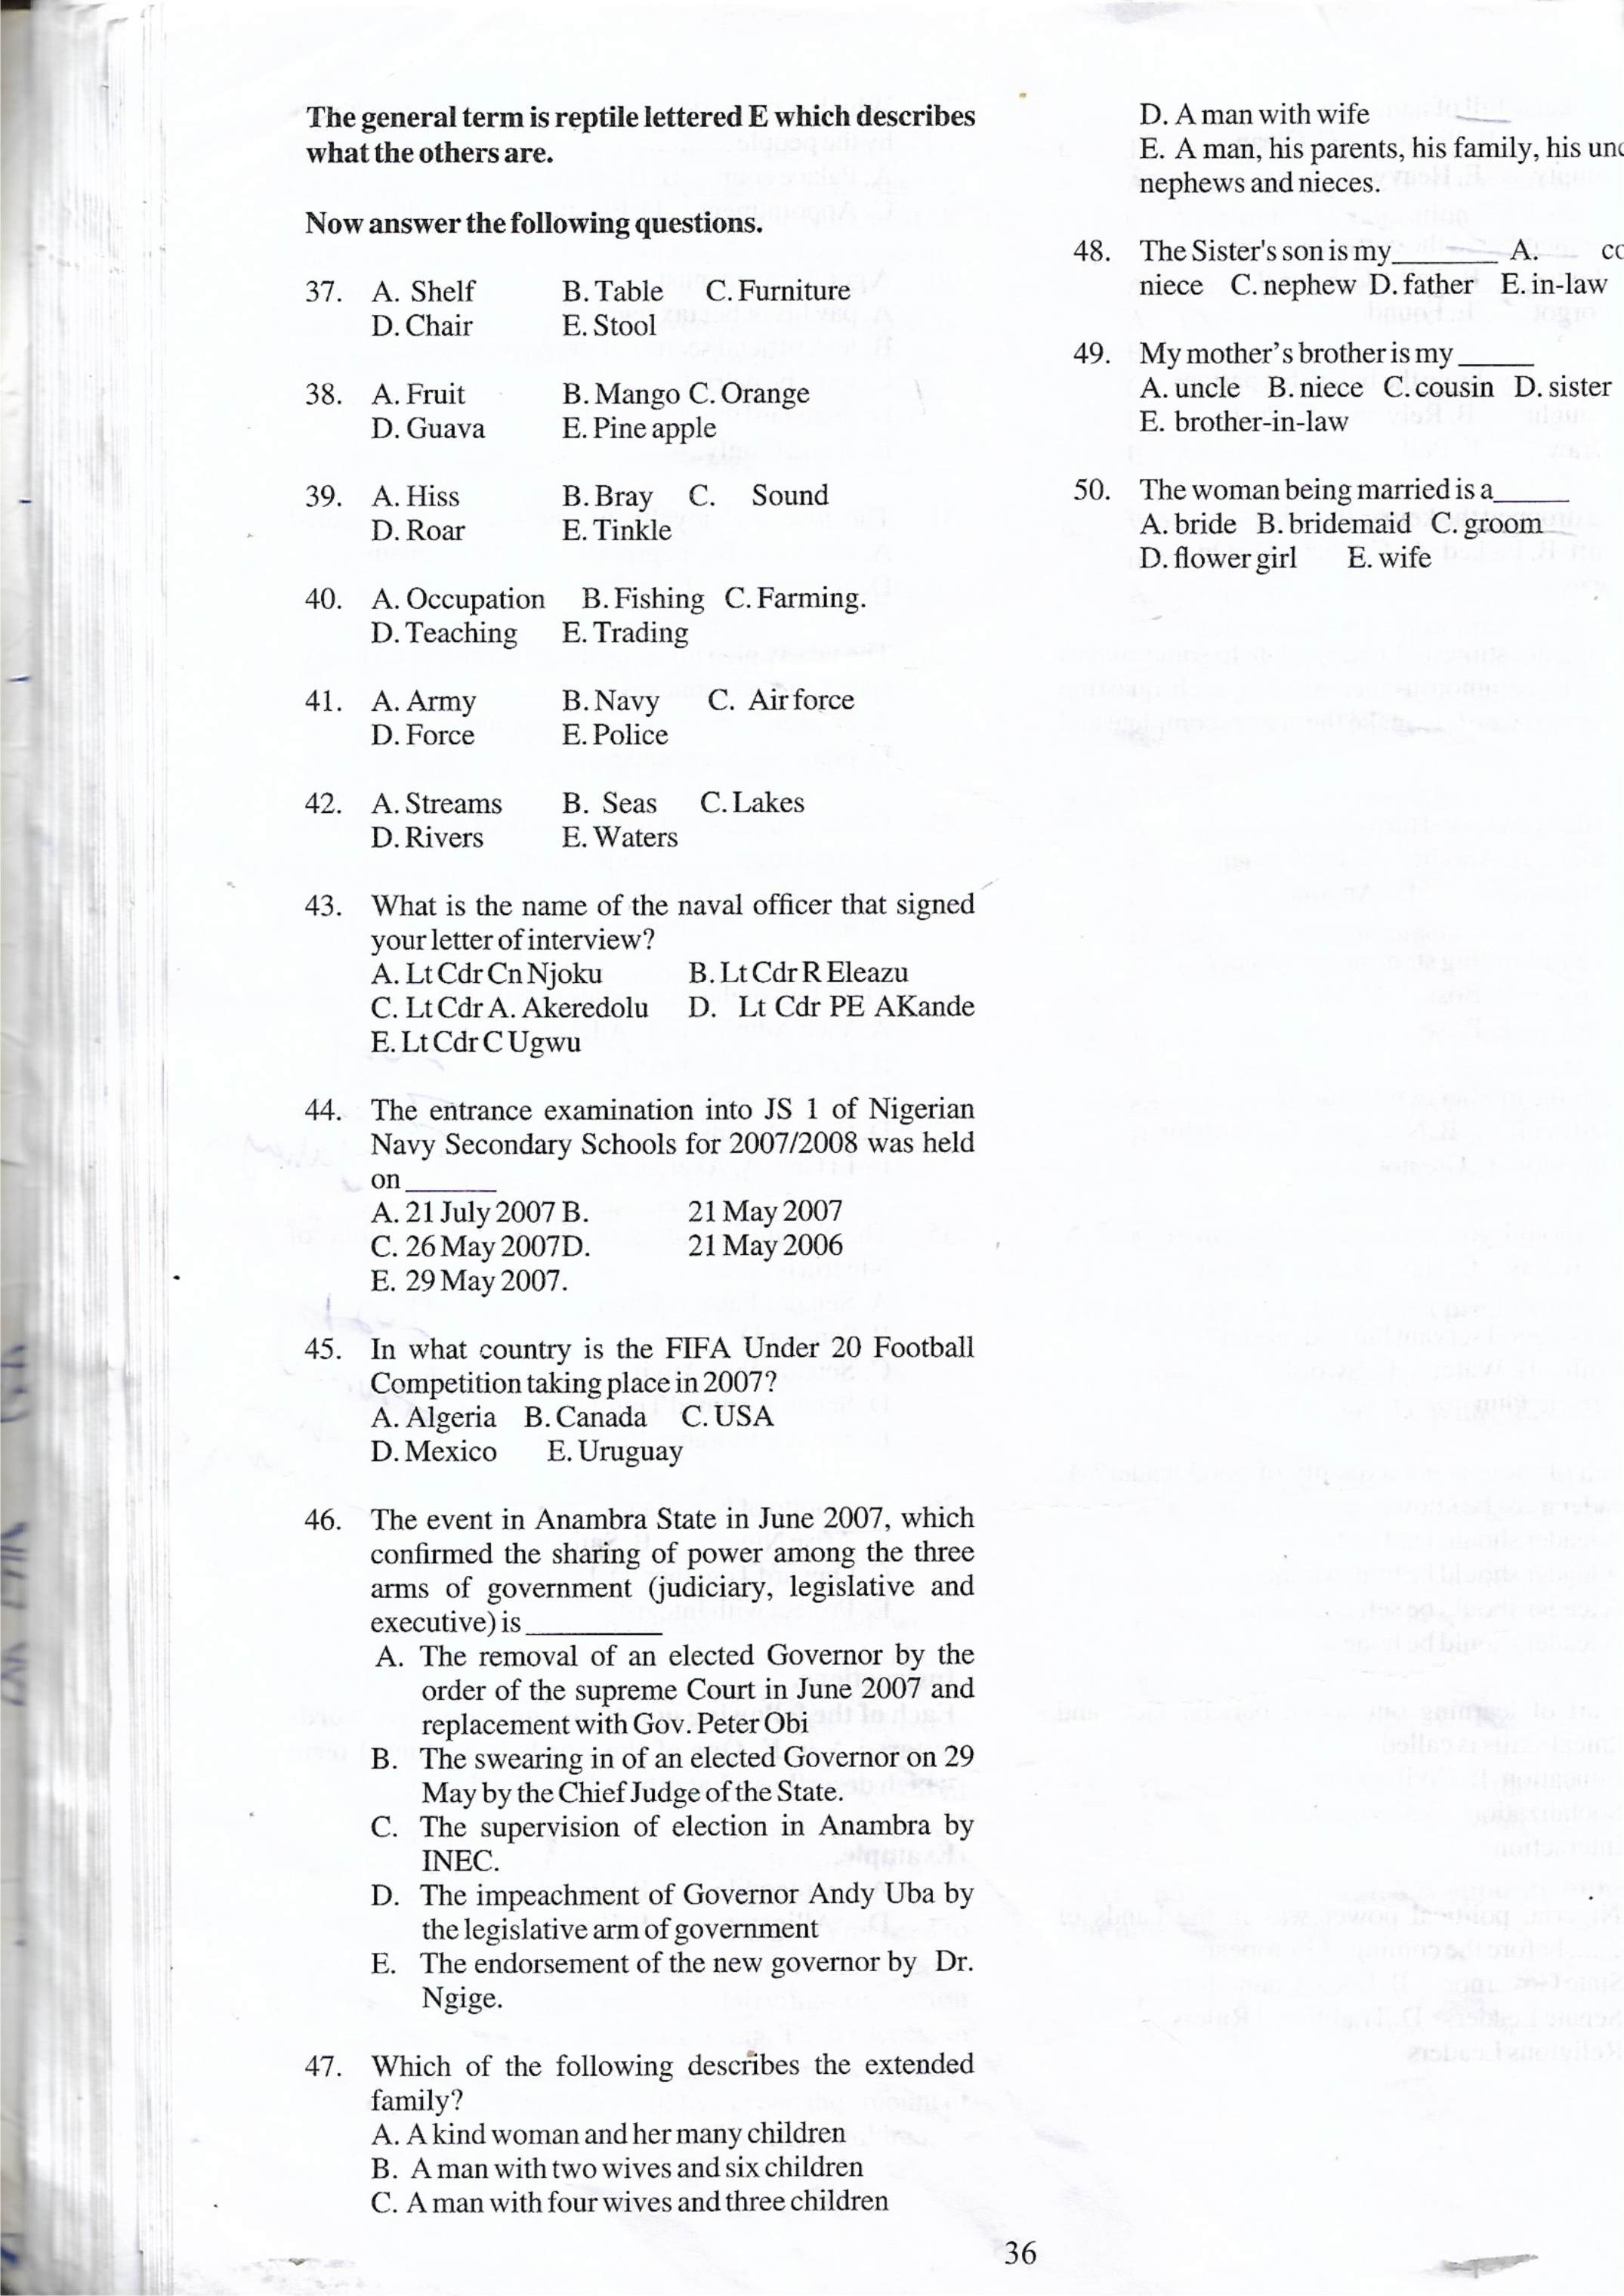 The general term is reptile lettered E which describes
what the others are.
Now answer the following questions.
37. A. Shelf B. Table C. Furniture
D. Chair E. Stool
38. A. Fruit B. Mango C. Orange
D. Guava E. Pine apple
39. A. Hiss B. Bray C. Sound
D. Roar E. Tinkle
40. A. Occupation B. Fishing C. Farming.
D. Teaching E. Trading
41. A. Army B. Navy C. Air force
D. Force E. Police
42. A. Streams B. Seas C. Lakes
D. Rivers E. Waters
43. What is the name of the naval officer that signed
your letter of interview?
A. Lt Cdr Cn Njoku B. Lt Cdr R Eleazu
C. Lt Cdr A. Akeredolu D. Lt Cdr PE AKande
E. Lt Cdr C Ugwu
44. The entrance examination into JS 1 of Nigerian
Navy Secondary Schools for 2007/2008 was held
on______
A. 21 July 2007 B. 21 May 2007
C. 26 May 2007D. 21 May 2006
E. 29 May 2007.
45. In what country is the FIFA Under 20 Football
Competition taking place in 2007?
A. Algeria B. Canada C. USA
D. Mexico E. Uruguay
46. The event in Anambra State in June 2007, which
confirmed the sharing of power among the three
arms of government (judiciary, legislative and
executive) is_________
A. The removal of an elected Governor by the
order of the supreme Court in June 2007 and
replacement with Gov. Peter Obi
B. The swearing in of an elected Governor on 29
May by the Chief Judge of the State.
C. The supervision of election in Anambra by
INEC.
D. The impeachment of Governor Andy Uba by
the legislative arm of government
E. The endorsement of the new governor by Dr.
Ngige.
47. Which of the following describes the extended
family?
A. A kind woman and her many children
B. A man with two wives and six children
C. A man with four wives and three children
D. A man with wife
E. A man, his parents, his family, his
nephews and nieces.
48. The Sister's son is my_______ A.
niece C. nephew D. father E. in-law
49. My mother's brother is my_____
A. uncle B. niece C. cousin D. sister
E. brother-in-law
50. The woman being married is a_____
A. bride B. bridemaid C. groom
D. flower girl E. wife
36